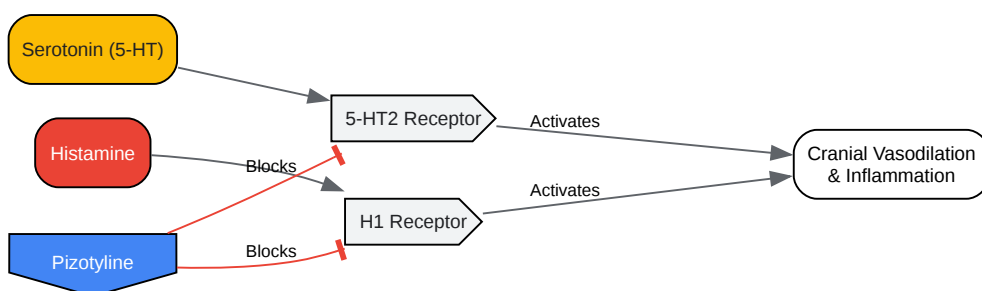 Serotonin (5-HT)
5-HT2 Receptor
Activates
Cranial Vasodilation
& Inflammation
Histamine
Blocks
Activates
H1 Receptor
Blocks
Pizotyline